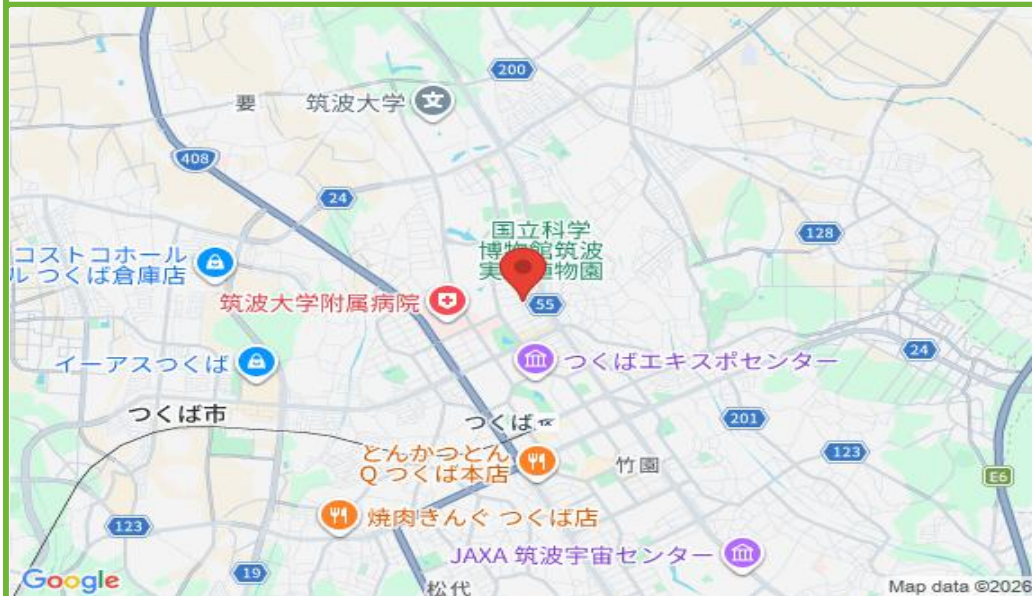 200
要
筑波大学
408
24
国立科学
博物館筑波
実 植物園
128
コストコホール
ル つくば倉庫店
筑波大学附属病院
55
イーアスつくば
つくばエキスポセンター
24
つくば市
つくば
201
とんかつとん
Q つくば本店
竹園
123
E6
123
焼肉きんぐ つくば店
JAXA 筑波宇宙センター
19
松代
Google
Map data ©2026